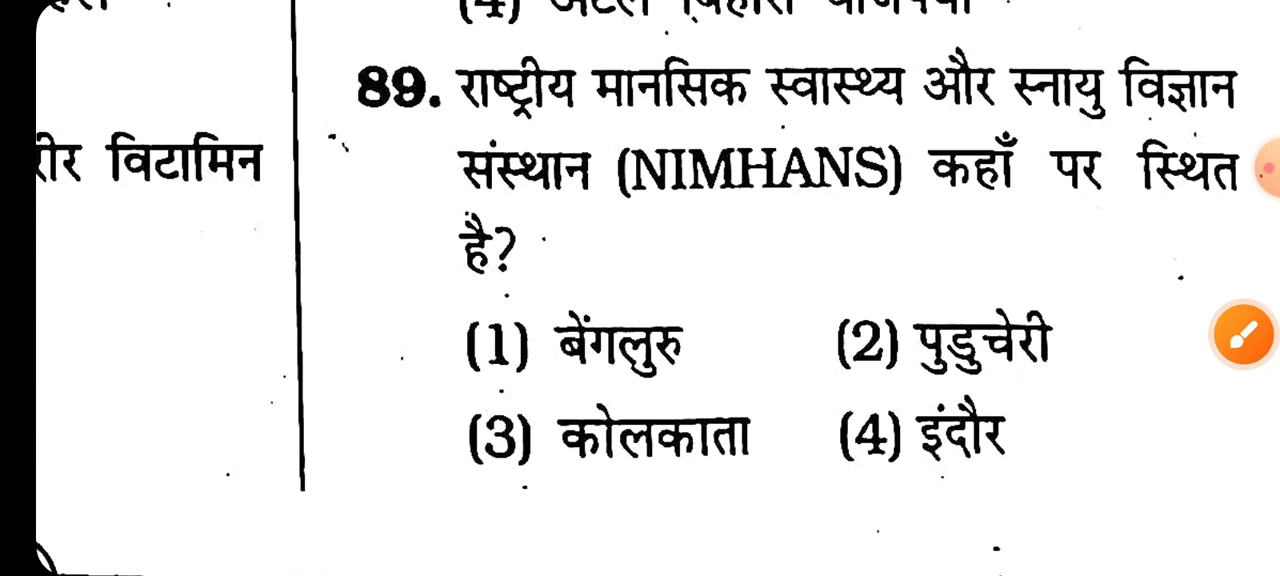 89. राष्ट्रीय मानसिक स्वास्थ्य और स्नायु विज्ञान
रीर विटामिन
संस्थान (NIMHANS) कहाँ पर स्थित
है?
(1) बेंगलुरु (2) पुडुचेरी
(3) कोलकाता (4) इंदौर